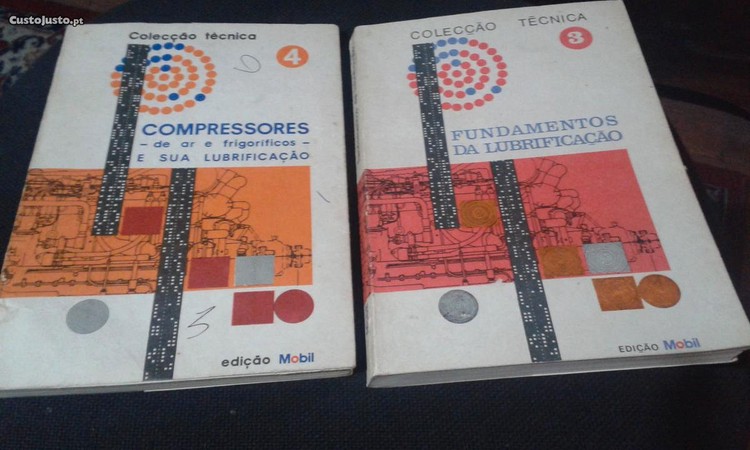 CustoJusto.pt
Colecção técnica
4
COMPRESSORES
- de ar e frigoríficos -
E SUA LUBRIFICAÇÃO
3
edição Mobil
COLECÇÃO TÉCNICA
3
FUNDAMENTOS
DA LUBRIFICAÇÃO
EDIÇÃO Mobil